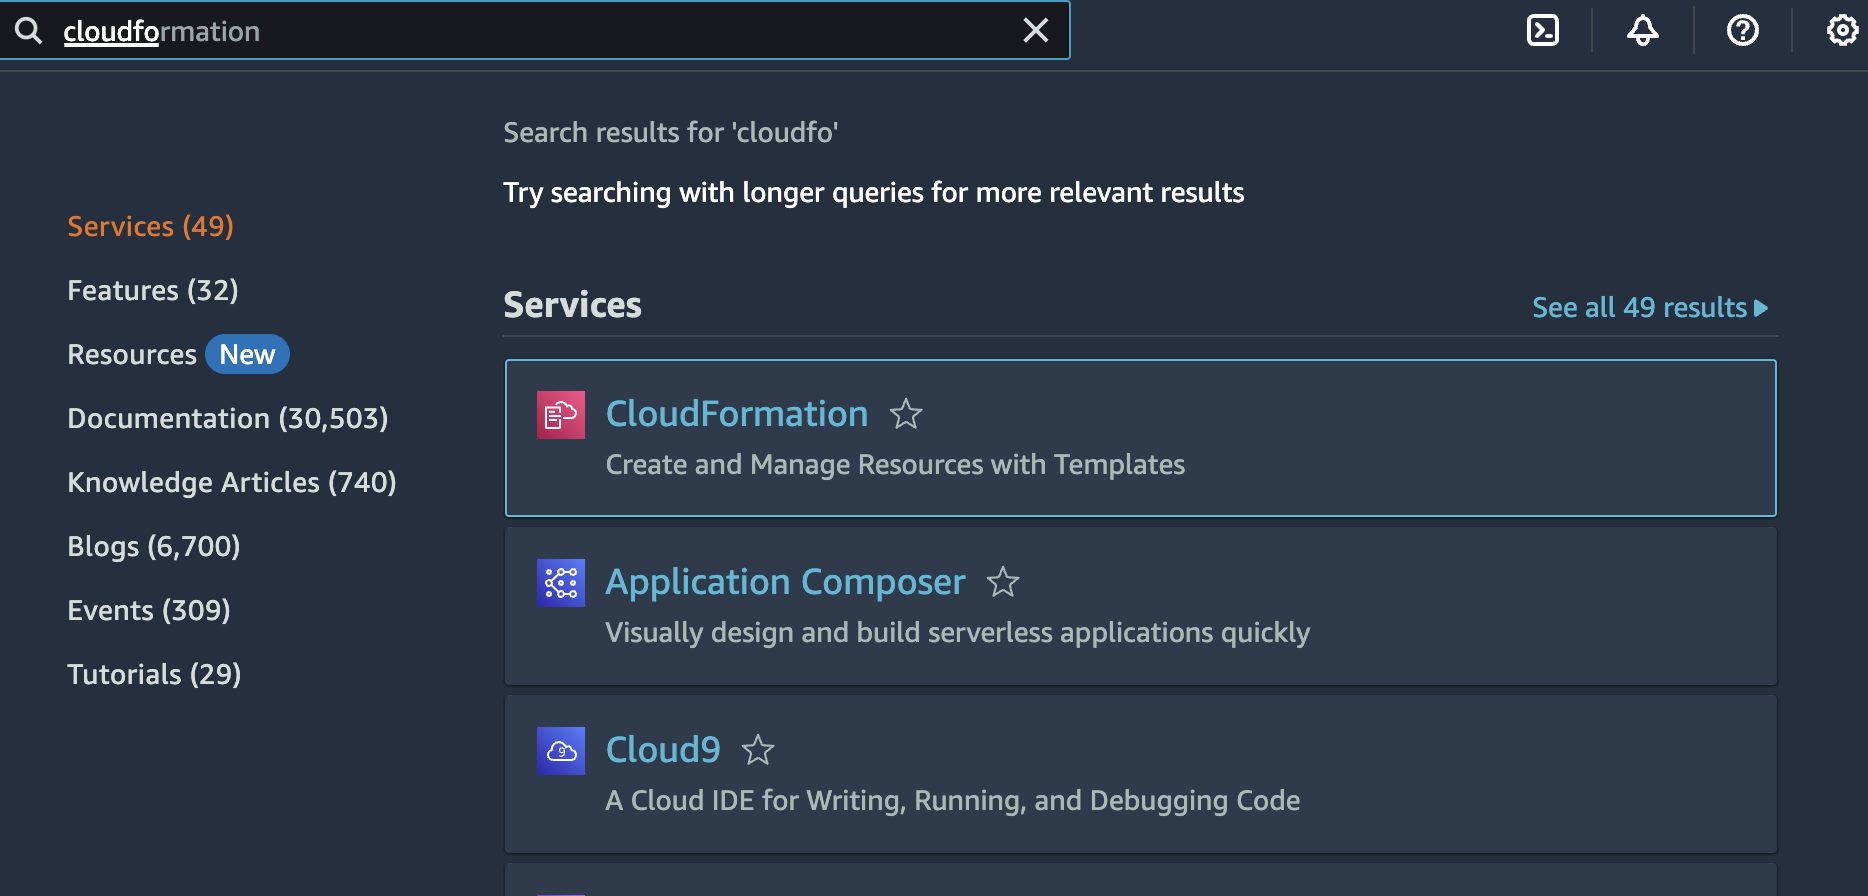 cloudformation
Search results for 'cloudfo'
Try searching with longer queries for more relevant results
Services (49)
Features (32)
Resources New
Documentation (30,503)
Knowledge Articles (740)
Blogs (6,700)
Events (309)
Tutorials (29)
Services
See all 49 results
CloudFormation
Create and Manage Resources with Templates
Application Composer
Visually design and build serverless applications quickly
9
Cloud9
A Cloud IDE for Writing, Running, and Debugging Code